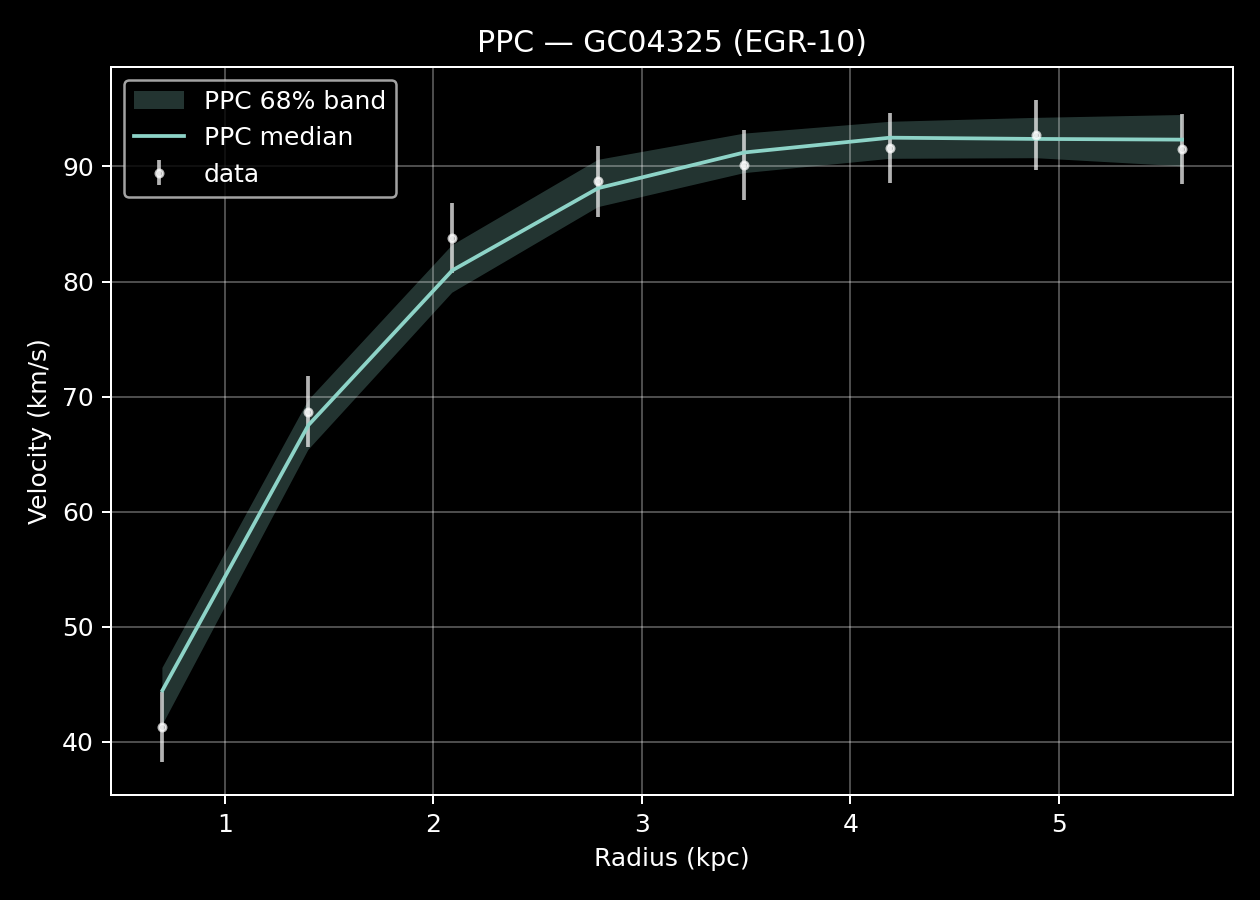 PPC — GC04325 (EGR-10)
PPC 68% band
PPC median
data
90
80
70
60
50
40
Velocity (km/s)
1
2
3
4
5
Radius (kpc)